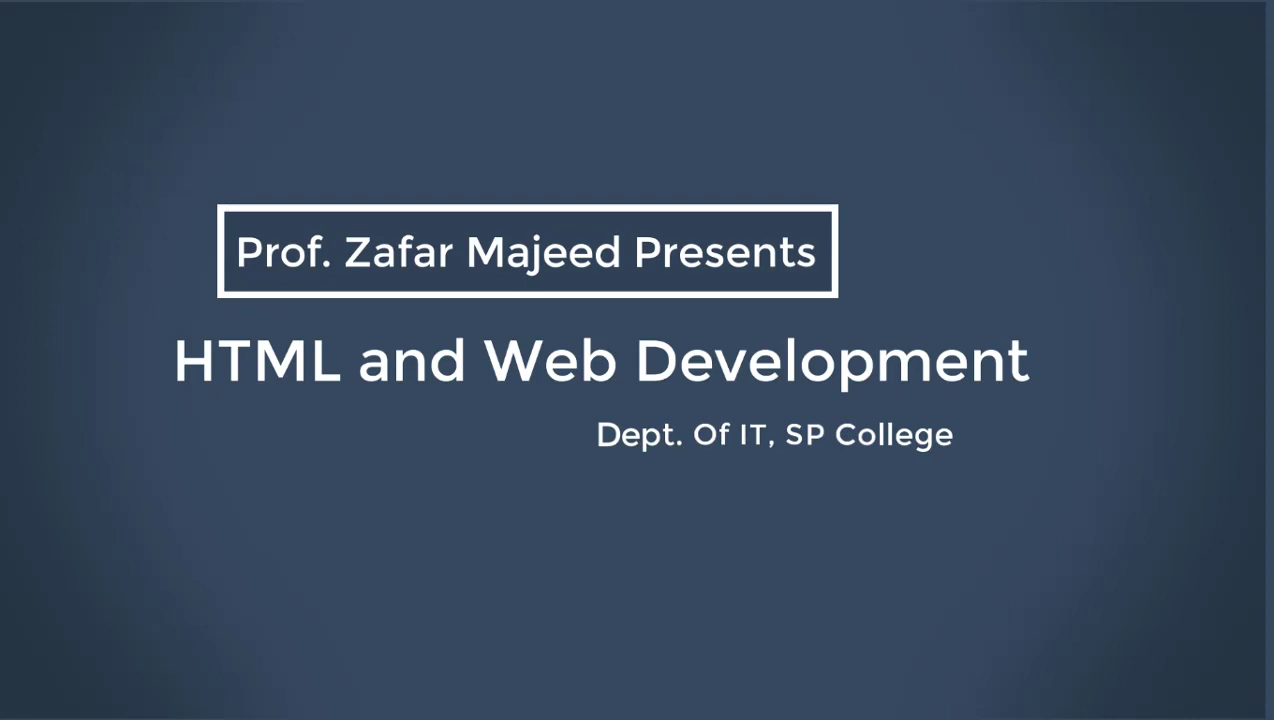 Prof. Zafar Majeed Presents
HTML and Web Development
Dept. Of IT, SP College